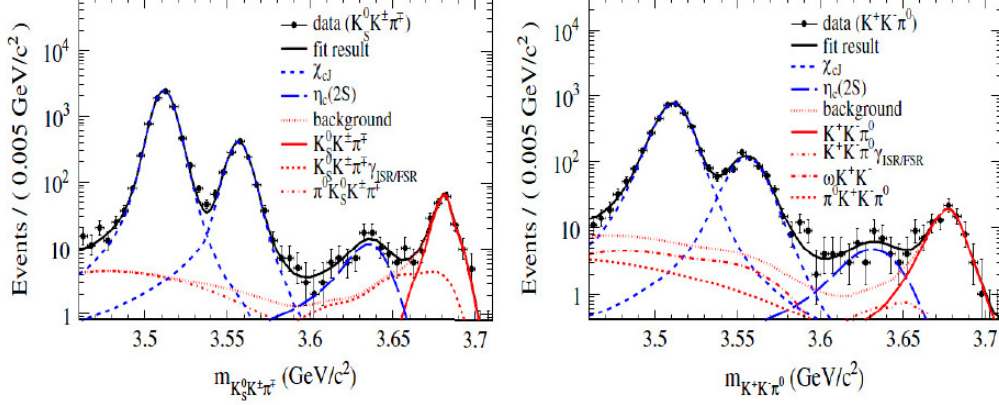 Events / ( 0.005 GeV/c² )
10⁴
10³
10²
10
1
data (K⁰SK±π∓)
fit result
χcJ
ηc(2S)
background
K⁰SK±π∓
K⁰SK±π∓γISR/FSR
π⁰K⁰SK±π∓
3.5
3.55
3.6
3.65
3.7
mK⁰SK±π∓ (GeV/c²)
Events / ( 0.005 GeV/c² )
10⁴
10³
10²
10
1
data (K⁺K⁻π⁰)
fit result
χcJ
ηc(2S)
background
K⁺K⁻π⁰
K⁺K⁻π⁰γISR/FSR
ωK⁺K⁻
π⁰K⁺K⁻π⁰
3.5
3.55
3.6
3.65
3.7
mK⁺K⁻π⁰ (GeV/c²)